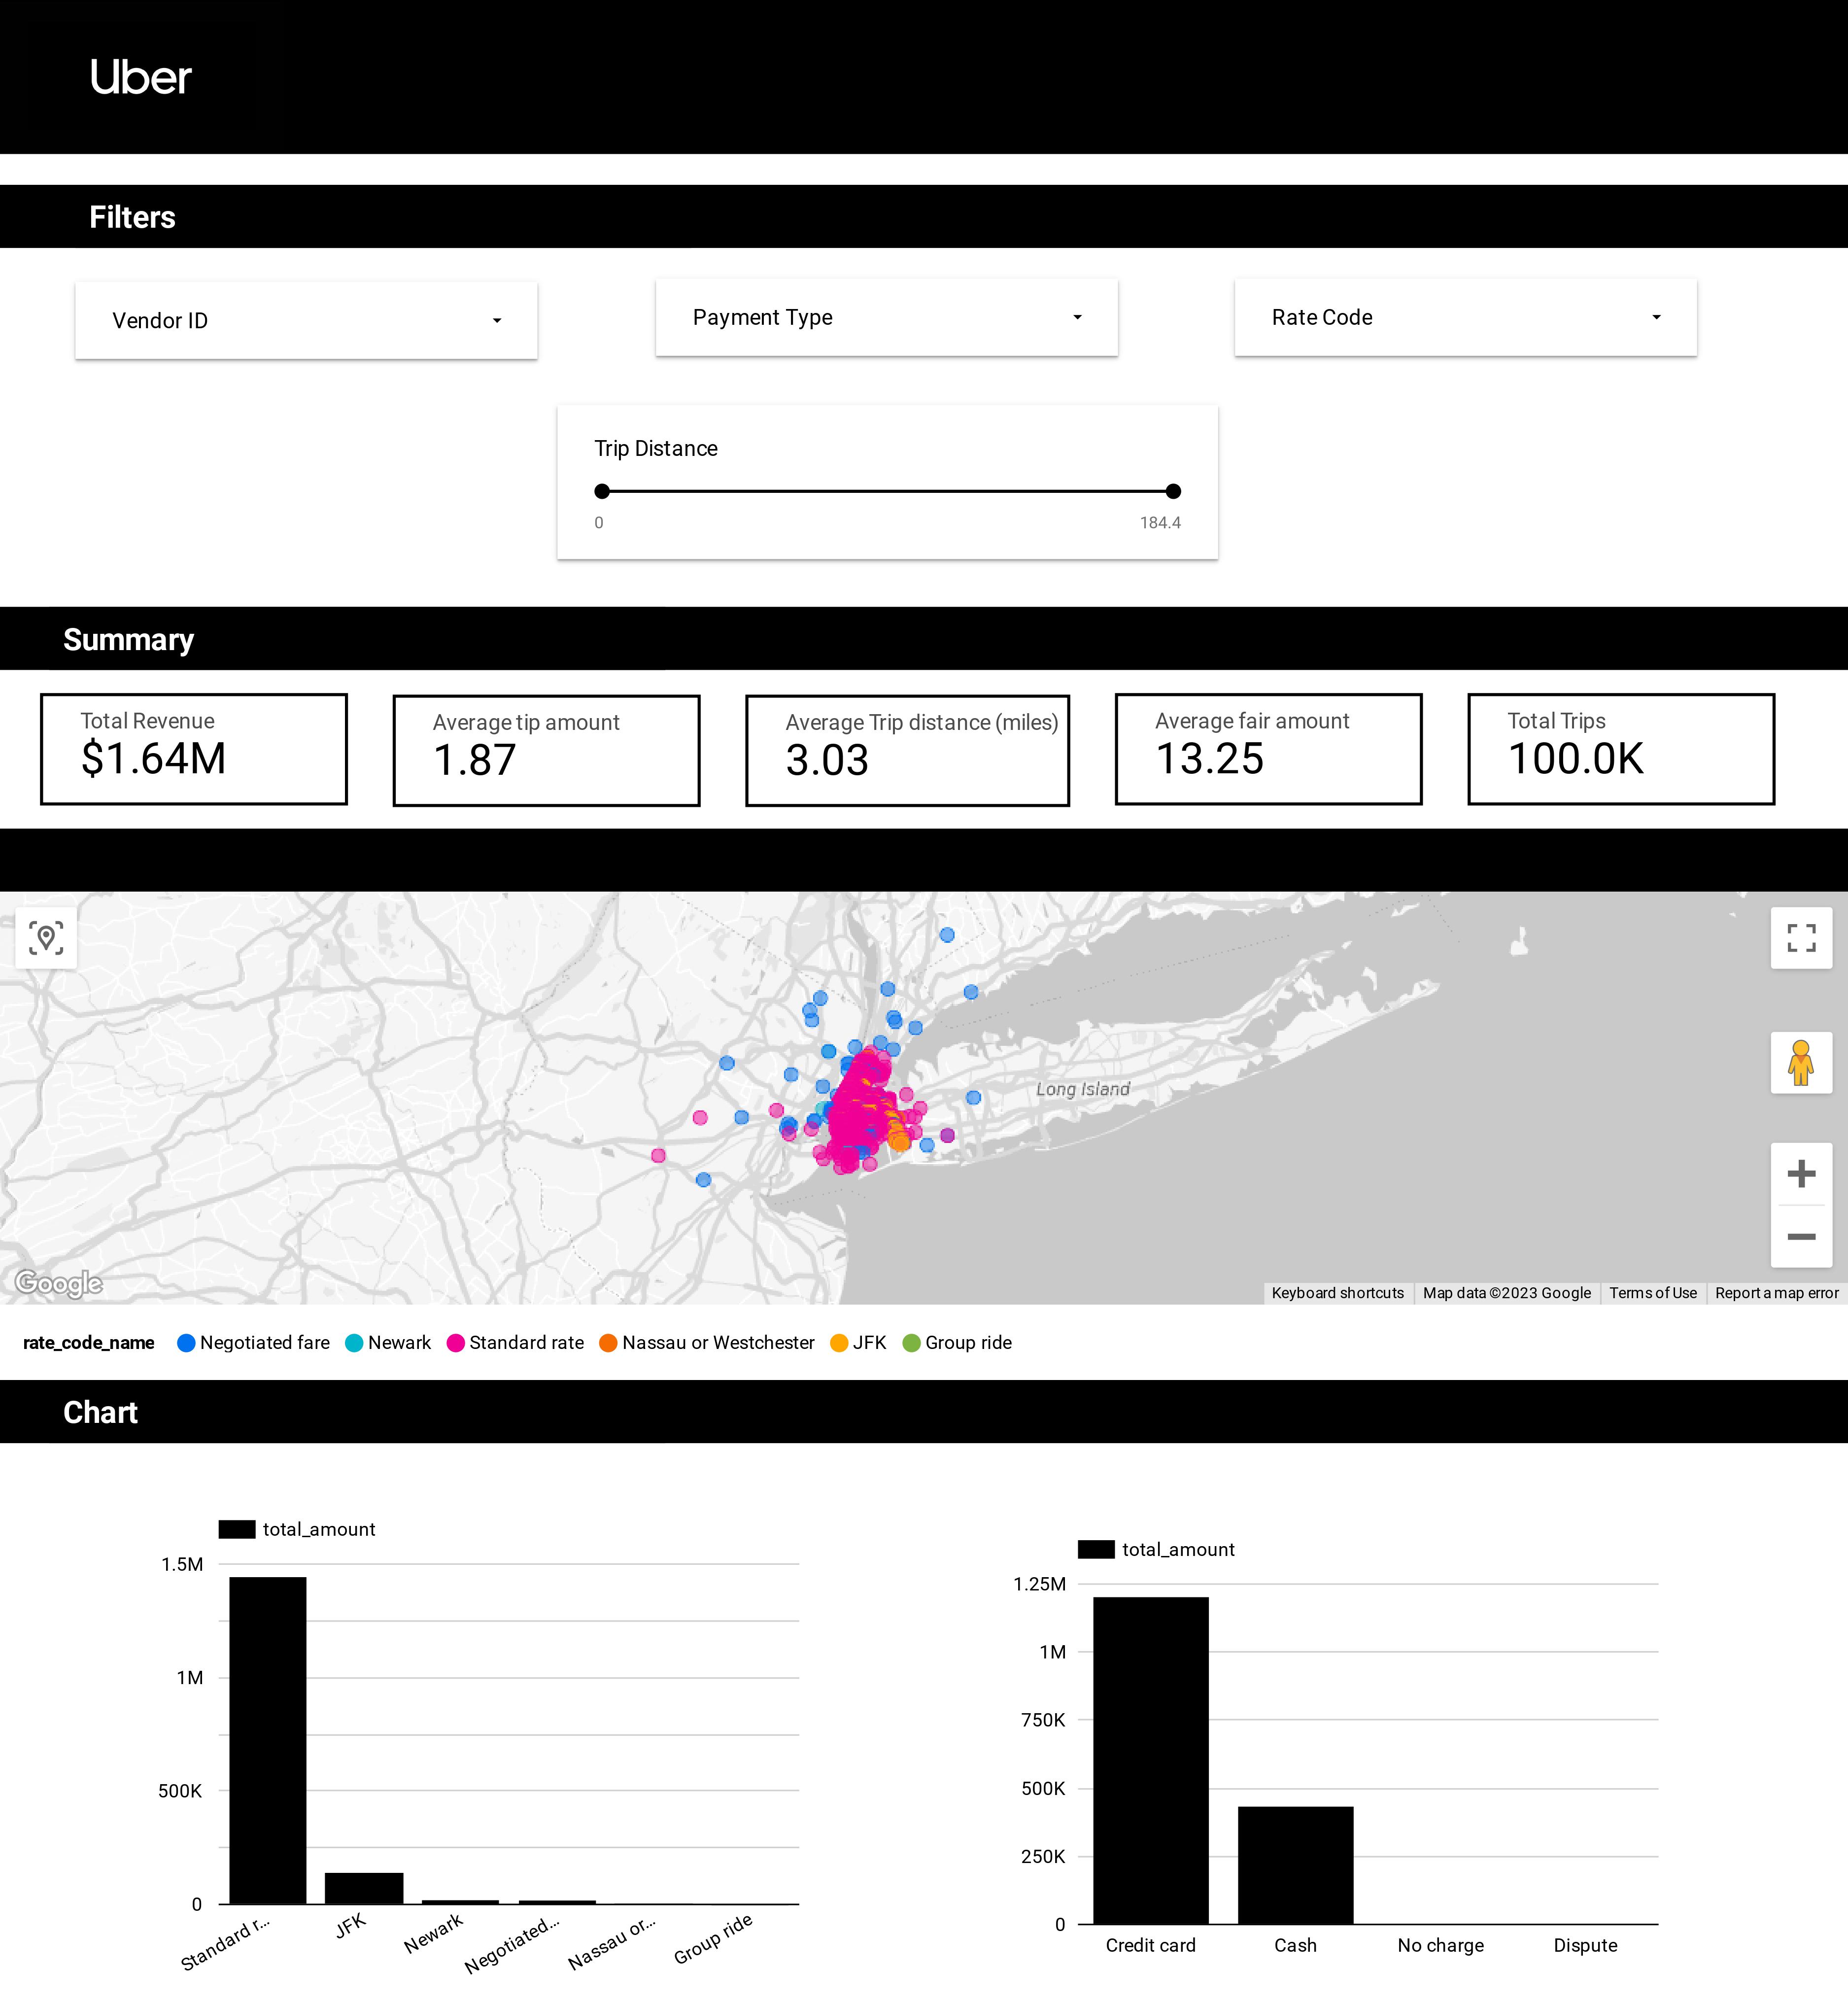 Uber
Filters
Vendor ID
Payment Type
Rate Code
Trip Distance
0
184.4
Summary
Total Revenue
$1.64M
Average tip amount
1.87
Average Trip distance (miles)
3.03
Average fair amount
13.25
Total Trips
100.0K
Long Island
Google
Keyboard shortcuts
Map data ©2023 Google
Terms of Use
Report a map error
rate_code_name Negotiated fare Newark Standard rate Nassau or Westchester JFK Group ride
Chart
total_amount
1.5M
1M
500K
0
Standard r...
JFK
Newark
Negotiated...
Nassau or...
Group ride
total_amount
1.25M
1M
750K
500K
250K
0
Credit card
Cash
No charge
Dispute